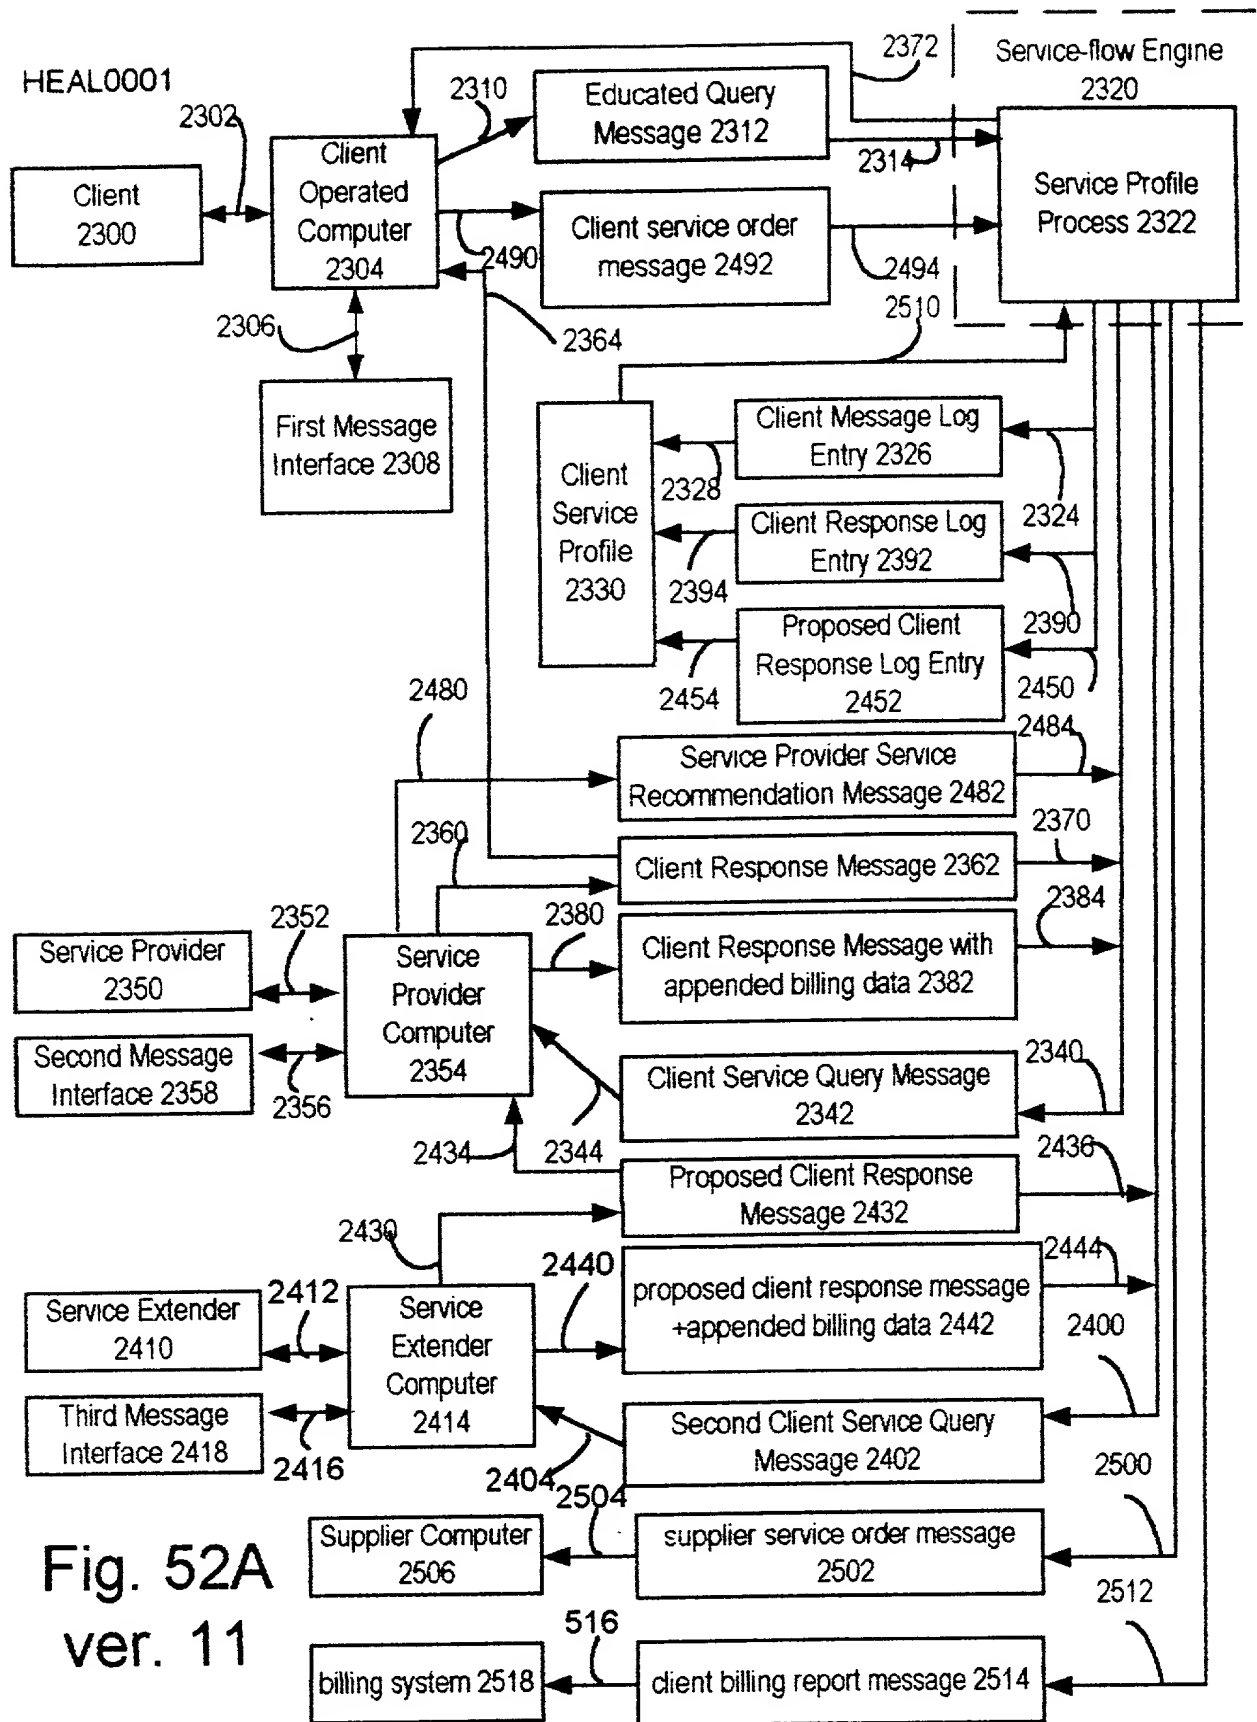 2372
Service-flow Engine
2320
HEAL0001
2310
Educated Query
Message 2312
2302
2314
Client
Operated
Computer
2304
Client
2300
Service Profile
Process 2322
Client service order
message 2492
2490
2494
2510
2306
2364
First Message
Interface 2308
Client Message Log
Entry 2326
Client
Service
Profile
2330
2328
2324
Client Response Log
Entry 2392
2394
2390
Proposed Client
Response Log Entry
2452
2454
2450
2480
2484
Service Provider Service
Recommendation Message 2482
2360
2370
Client Response Message 2362
2380
2384
2352
Service Provider
2350
Service
Provider
Computer
2354
Client Response Message with
appended billing data 2382
Second Message
Interface 2358
2356
2340
Client Service Query Message
2342
2434
2344
2436
Proposed Client Response
Message 2432
2430
2440
2444
2412
Service Extender
2410
Service
Extender
Computer
2414
proposed client response message
+appended billing data 2442
2400
Third Message
Interface 2418
2416
Second Client Service Query
Message 2402
2404
2504
2500
Supplier Computer
2506
supplier service order message
2502
Fig. 52A
ver. 11
2512
516
billing system 2518
client billing report message 2514